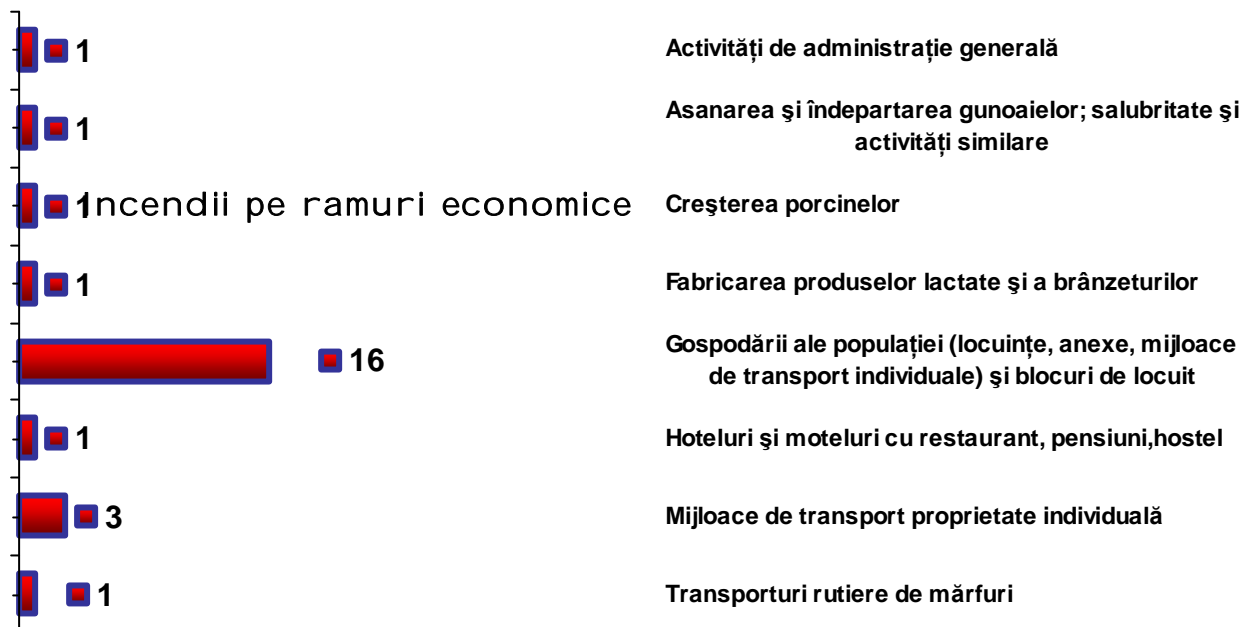 1 Activități de administrație generală
Asanarea şi îndepartarea gunoaielor; salubritate şi
1
activități similare
1 Incendii pe ramuri economice Creşterea porcinelor
1 Fabricarea produselor lactate şi a brânzeturilor
Gospodării ale populației (locuințe, anexe, mijloace
16
de transport individuale) şi blocuri de locuit
1 Hoteluri şi moteluri cu restaurant, pensiuni,hostel
3 Mijloace de transport proprietate individuală
1 Transporturi rutiere de mărfuri